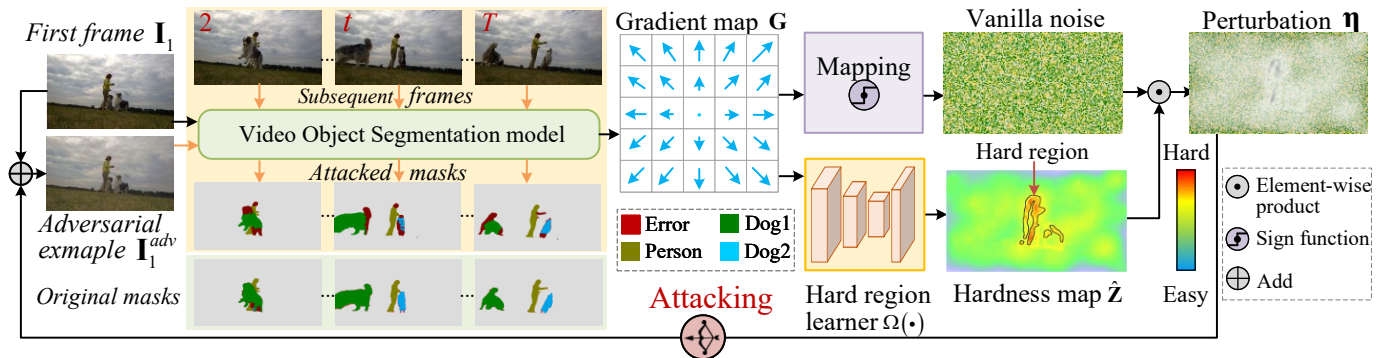 First frame I₁
2
t
T
...
...
Subsequent frames
Video Object Segmentation model
Attacked masks
...
...
Adversarial
exmaple I₁ᵃᵈᵛ
Original masks
...
...
Gradient map G
Mapping
Vanilla noise
Perturbation η
Error
Dog1
Person
Dog2
Hard region
Hard region
learner Ω(·)
Hardness map ẑ
Hard
Easy
Element-wise
product
Sign function
Add
Attacking